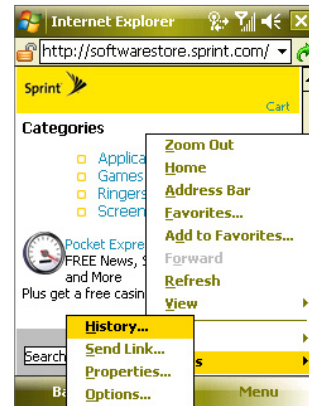 Internet Explorer
http://softwarestore.sprint.com/
Sprint
Cart
Categories
Zoom Out
Home
Address Bar
Favorites...
Add to Favorites...
Forward
Refresh
View
Applica
Games
Ringers
Screen
Pocket Expre
FREE News, S
and More
Plus get a free casin
History...
Send Link...
Properties...
Options...
Search
s
Ba
Menu